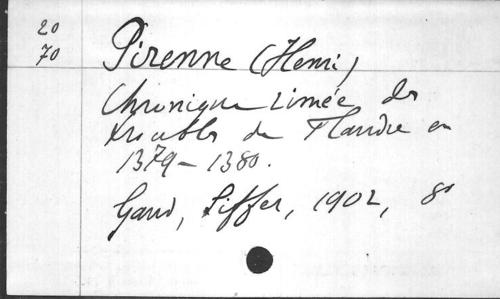 20
70
Pirenne (Henri)
Chronique rimée des
troubles de Flandre en
1379-1380.
Gand, Siffer, 1902, 8°